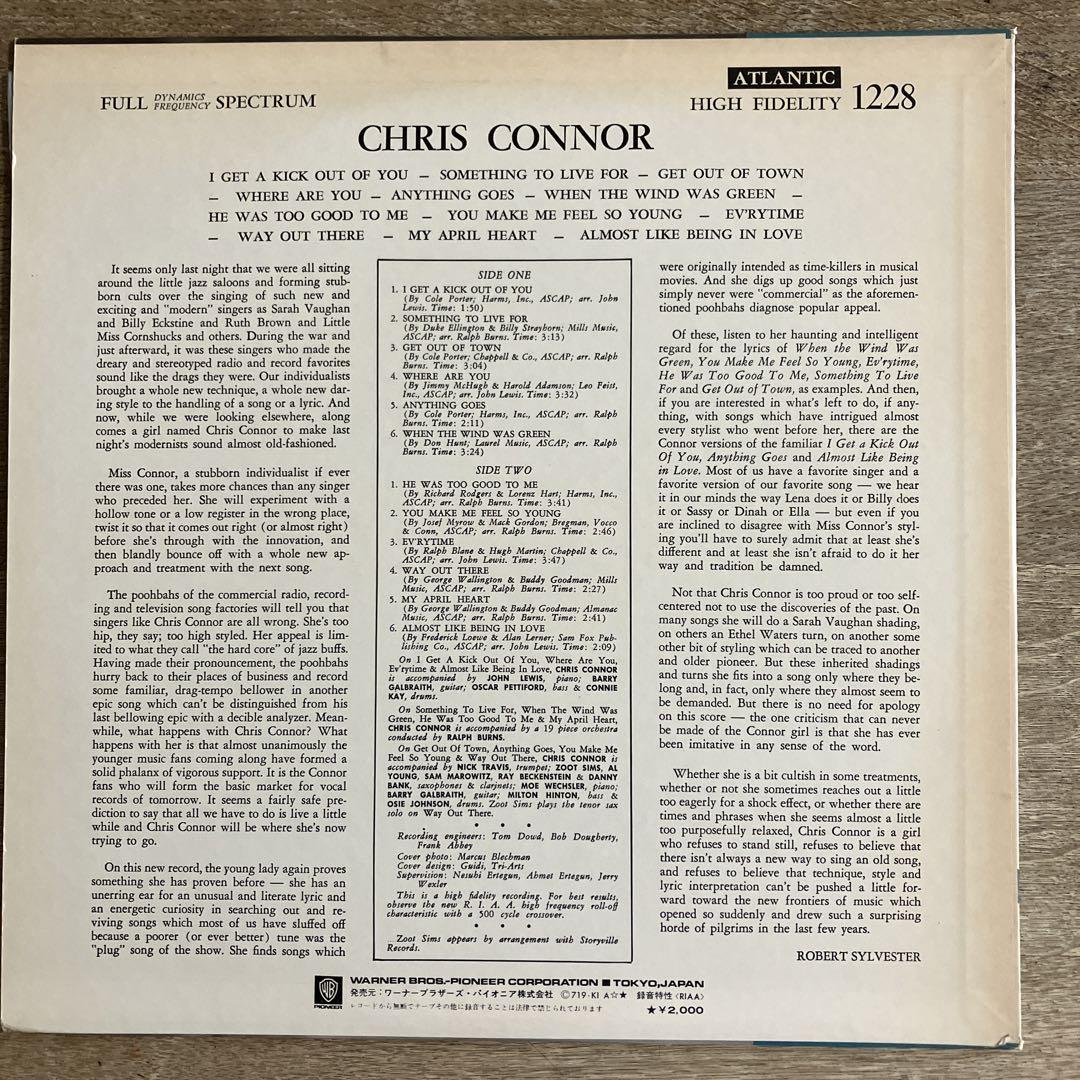 FULL DYNAMICS FREQUENCY SPECTRUM
ATLANTIC
HIGH FIDELITY 1228
CHRIS CONNOR
I GET A KICK OUT OF YOU — SOMETHING TO LIVE FOR — GET OUT OF TOWN
— WHERE ARE YOU — ANYTHING GOES — WHEN THE WIND WAS GREEN —
HE WAS TOO GOOD TO ME — YOU MAKE ME FEEL SO YOUNG — EV'RYTIME
— WAY OUT THERE — MY APRIL HEART — ALMOST LIKE BEING IN LOVE
It seems only last night that we were all sitting
around the little jazz saloons and forming stub-
born cults over the singing of such new and
exciting and "modern" singers as Sarah Vaughan
and Billy Eckstine and Ruth Brown and Little
Miss Cornshucks and others. During the war and
just afterward, it was these singers who made the
dreary and stereotyped radio and record favorites
sound like the drags they were. Our individualists
brought a whole new technique, a whole new dar-
ing style to the handling of a song or a lyric. And
now, while we were looking elsewhere, along
comes a girl named Chris Connor to make last
night's modernists sound almost old-fashioned.
Miss Connor, a stubborn individualist if ever
there was one, takes more chances than any singer
who preceded her. She will experiment with a
hollow tone or a low register in the wrong place,
twist it so that it comes out right (or almost right)
before she's through with the innovation, and
then blandly bounce off with a whole new ap-
proach and treatment with the next song.
The poohbahs of the commercial radio, record-
ing and television song factories will tell you that
singers like Chris Connor are all wrong. She's too
hip, they say; too high styled. Her appeal is lim-
ited to what they call "the hard core" of jazz buffs.
Having made their pronouncement, the poohbahs
hurry back to their places of business and record
some familiar, drag-tempo bellower in another
epic song which can't be distinguished from his
last bellowing epic with a decible analyzer. Mean-
while, what happens with Chris Connor? What
happens with her is that almost unanimously the
younger music fans coming along have formed a
solid phalanx of vigorous support. It is the Connor
fans who will form the basic market for vocal
records of tomorrow. It seems a fairly safe pre-
diction to say that all we have to do is live a little
while and Chris Connor will be where she's now
trying to go.
On this new record, the young lady again proves
something she has proven before — she has an
unerring ear for an unusual and literate lyric and
an energetic curiosity in searching out and re-
viving songs which most of us have sluffed off
because a poorer (or ever better) tune was the
"plug" song of the show. She finds songs which
SIDE ONE
1. I GET A KICK OUT OF YOU
(By Cole Porter; Harms, Inc., ASCAP; arr. John
Lewis. Time: 1:50)
2. SOMETHING TO LIVE FOR
(By Duke Ellington & Billy Strayhorn; Mills Music,
ASCAP; arr. Ralph Burns. Time: 3:13)
3. GET OUT OF TOWN
(By Cole Porter; Chappell & Co., ASCAP; arr. Ralph
Burns. Time: 3:04)
4. WHERE ARE YOU
(By Jimmy McHugh & Harold Adamson; Leo Feist,
Inc., ASCAP; arr. John Lewis. Time: 3:32)
5. ANYTHING GOES
(By Cole Porter; Harms, Inc., ASCAP; arr. Ralph
Burns. Time: 2:11)
6. WHEN THE WIND WAS GREEN
(By Don Hunt; Laurel Music, ASCAP; arr. Ralph
Burns. Time: 3:24)
SIDE TWO
1. HE WAS TOO GOOD TO ME
(By Richard Rodgers & Lorenz Hart; Harms, Inc.,
ASCAP; arr. Ralph Burns. Time: 3:41)
2. YOU MAKE ME FEEL SO YOUNG
(By Josef Myrow & Mack Gordon; Bregman, Vocco
& Conn, ASCAP; arr. Ralph Burns. Time: 2:46)
3. EV'RYTIME
(By Ralph Blane & Hugh Martin; Chappell & Co.,
ASCAP; arr. John Lewis. Time: 3:47)
4. WAY OUT THERE
(By George Wallington & Buddy Goodman; Mills
Music, ASCAP; arr. Ralph Burns. Time: 2:27)
5. MY APRIL HEART
(By George Wallington & Buddy Goodman; Almanac
Music, ASCAP; arr. Ralph Burns. Time: 2:41)
6. ALMOST LIKE BEING IN LOVE
(By Frederick Loewe & Alan Lerner; Sam Fox Pub-
lishing Co., ASCAP; arr. John Lewis. Time: 2:09)
On I Get A Kick Out Of You, Where Are You,
Ev'rytime & Almost Like Being In Love, CHRIS CONNOR
is accompanied by JOHN LEWIS, piano; BARRY
GALBRAITH, guitar; OSCAR PETTIFORD, bass & CONNIE
KAY, drums.
On Something To Live For, When The Wind Was
Green, He Was Too Good To Me & My April Heart,
CHRIS CONNOR is accompanied by a 19 piece orchestra
conducted by RALPH BURNS.
On Get Out Of Town, Anything Goes, You Make Me
Feel So Young & Way Out There, CHRIS CONNOR is
accompanied by NICK TRAVIS, trumpet; ZOOT SIMS, AL
YOUNG, SAM MAROWITZ, RAY BECKENSTEIN & DANNY
BANK, saxophones & clarinets; MOE WECHSLER, piano;
BARRY GALBRAITH, guitar; MILTON HINTON, bass &
OSIE JOHNSON, drums. Zoot Sims plays the tenor sax
solo on Way Out There.
• • •
Recording engineers: Tom Dowd, Bob Dougherty,
Frank Abbey
Cover photo: Marcus Blechman
Cover design: Guidi, Tri-Arts
Supervision: Nesuhi Ertegun, Ahmet Ertegun, Jerry
Wexler
This is a high fidelity recording. For best results,
observe the new R. I. A. A. high frequency roll-off
characteristic with a 500 cycle crossover.
• • •
Zoot Sims appears by arrangement with Storyville
Records.
were originally intended as time-killers in musical
movies. And she digs up good songs which just
simply never were "commercial" as the aforemen-
tioned poohbahs diagnose popular appeal.
Of these, listen to her haunting and intelligent
regard for the lyrics of When the Wind Was
Green, You Make Me Feel So Young, Ev'rytime,
He Was Too Good To Me, Something To Live
For and Get Out of Town, as examples. And then,
if you are interested in what's left to do, if any-
thing, with songs which have intrigued almost
every stylist who went before her, there are the
Connor versions of the familiar I Get a Kick Out
Of You, Anything Goes and Almost Like Being
in Love. Most of us have a favorite singer and a
favorite version of our favorite song — we hear
it in our minds the way Lena does it or Billy does
it or Sassy or Dinah or Ella — but even if you
are inclined to disagree with Miss Connor's styl-
ing you'll have to surely admit that at least she's
different and at least she isn't afraid to do it her
way and tradition be damned.
Not that Chris Connor is too proud or too self-
centered not to use the discoveries of the past. On
many songs she will do a Sarah Vaughan shading,
on others an Ethel Waters turn, on another some
other bit of styling which can be traced to another
and older pioneer. But these inherited shadings
and turns she fits into a song only where they be-
long and, in fact, only where they almost seem to
be demanded. But there is no need for apology
on this score — the one criticism that can never
be made of the Connor girl is that she has ever
been imitative in any sense of the word.
Whether she is a bit cultish in some treatments,
whether or not she sometimes reaches out a little
too eagerly for a shock effect, or whether there are
times and phrases when she seems almost a little
too purposefully relaxed, Chris Connor is a girl
who refuses to stand still, refuses to believe that
there isn't always a new way to sing an old song,
and refuses to believe that technique, style and
lyric interpretation can't be pushed a little for-
ward toward the new frontiers of music which
opened so suddenly and drew such a surprising
horde of pilgrims in the last few years.
ROBERT SYLVESTER
WB PIONEER
WARNER BROS.-PIONEER CORPORATION ■ TOKYO, JAPAN
発売元：ワーナーブラザーズ・パイオニア株式会社 Ⓒ719·KI A☆★ 録音特性〈RIAA〉
レコードから無断でテープその他に録音することは法律で禁じられております
★￥2,000